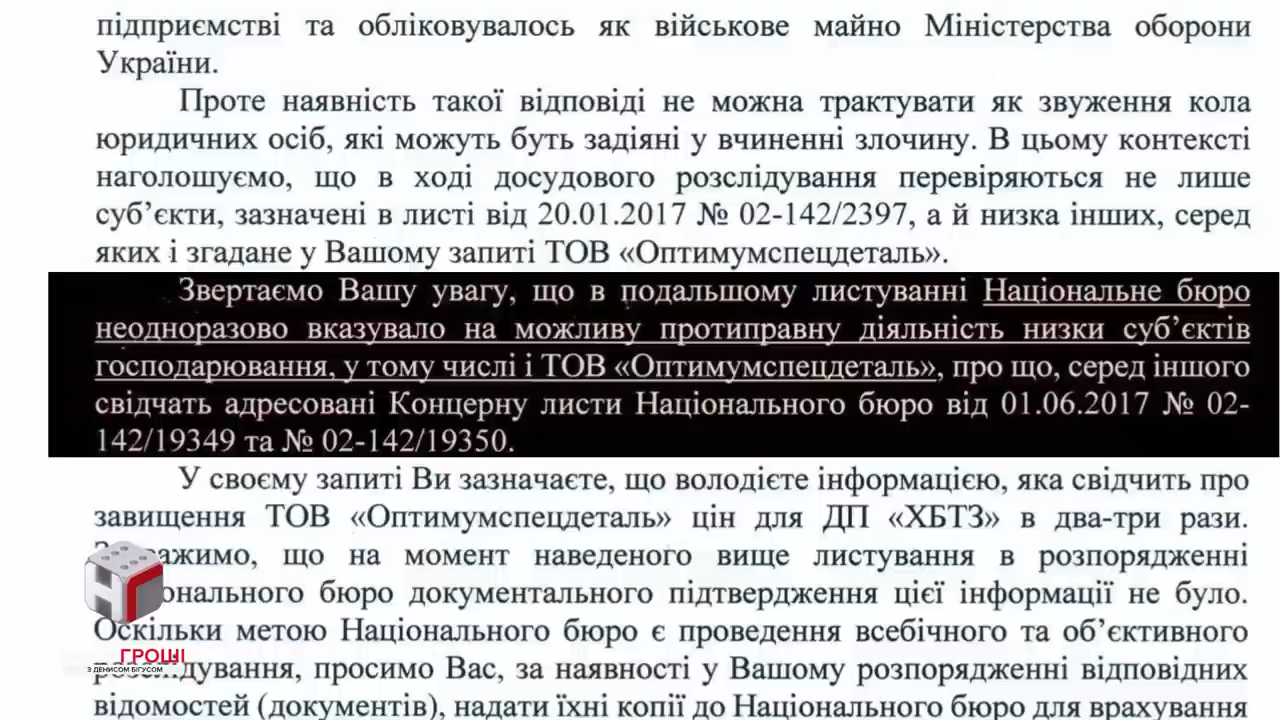 підприємстві та обліковувалось як військове майно Міністерства оборони
України.
Проте наявність такої відповіді не можна трактувати як звуження кола
юридичних осіб, які можуть буть задіяні у вчиненні злочину. В цьому контексті
наголошуємо, що в ході досудового розслідування перевіряються не лише
суб’єкти, зазначені в листі від 20.01.2017 № 02-142/2397, а й низка інших, серед
яких і згадане у Вашому запиті ТОВ «Оптимумспецдеталь».
Звертаємо Вашу увагу, що в подальшому листуванні Національне бюро
неодноразово вказувало на можливу протиправну діяльність низки суб’єктів
господарювання, у тому числі і ТОВ «Оптимумспецдеталь», про що, серед іншого
свідчать адресовані Концерну листи Національного бюро від 01.06.2017 № 02-
142/19349 та № 02-142/19350.
У своєму запиті Ви зазначаєте, що володієте інформацією, яка свідчить про
завищення ТОВ «Оптимумспецдеталь» цін для ДП «ХБТЗ» в два-три рази.
що на момент наведеного вище листування в розпорядженні
бюро документального підтвердження цієї інформації не було.
Оскільки метою Національного бюро є проведення всебічного та об’єктивного
просимо Вас, за наявності у Вашому розпорядженні відповідних
відомостей (документів), надати їхні копії до Національного бюро для врахування
ГРОШІ
З ДЕНИСОМ БІГУСОМ